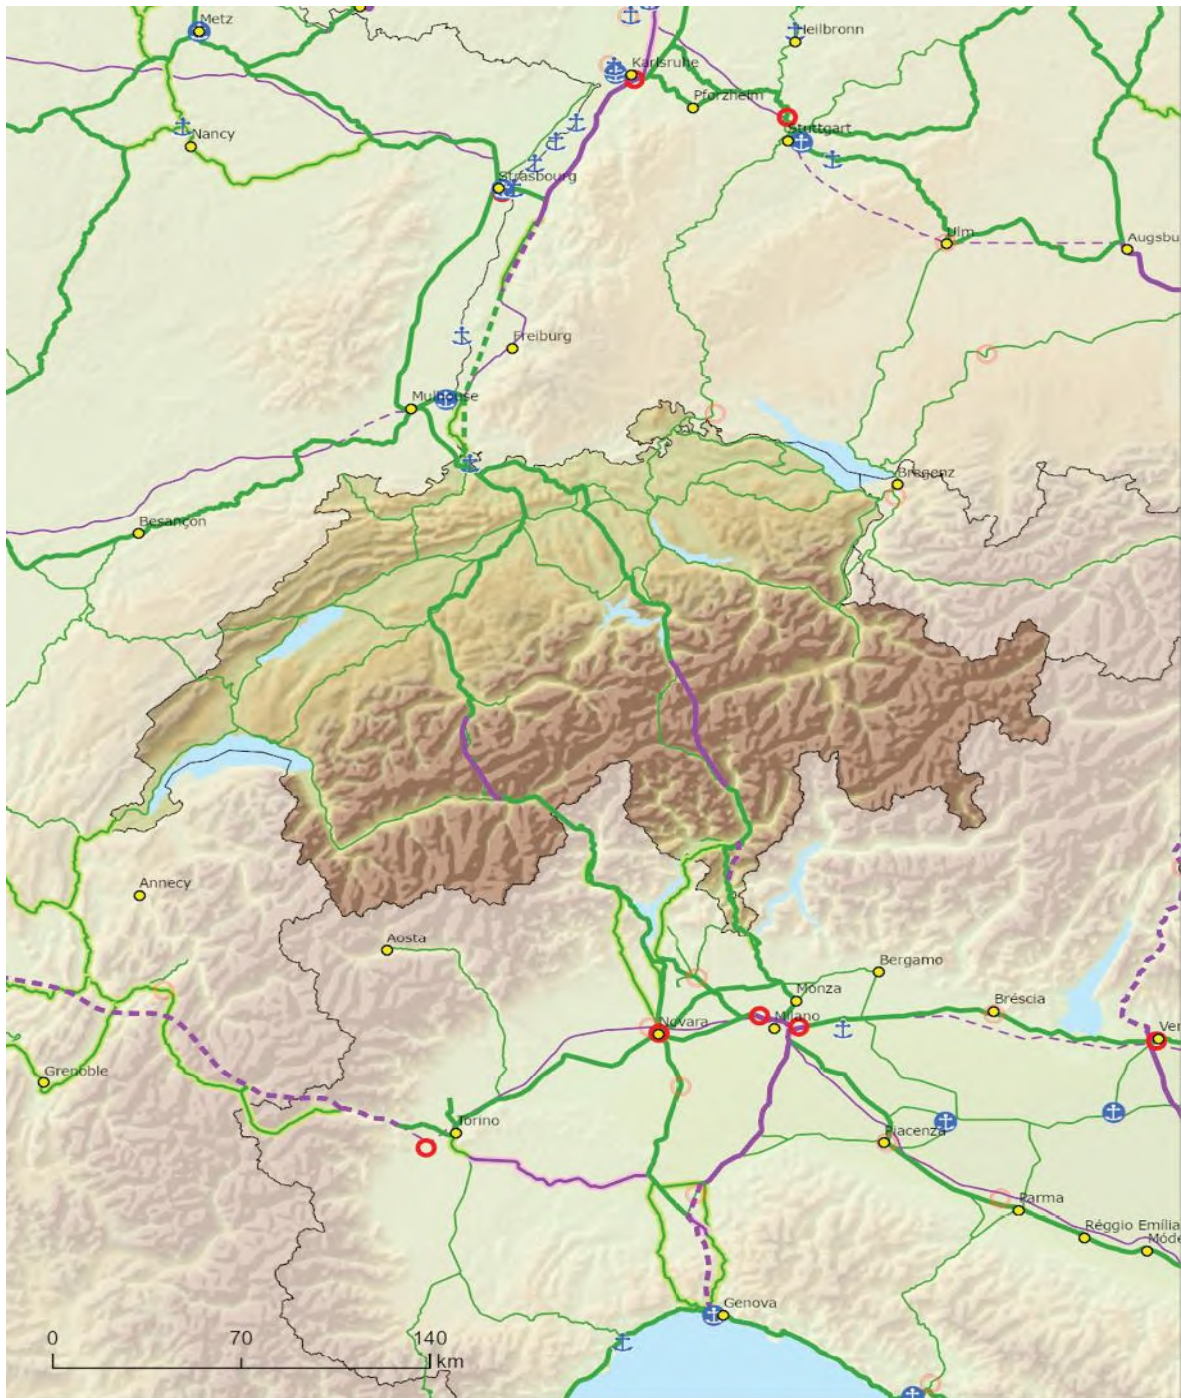 Metz
Heilbronn
Karlsruhe
Pforzheim
Stuttgart
Nancy
Strasbourg
Ulm
Augsbu
Freiburg
Mulhouse
Bregenz
Besançon
Annecy
Aosta
Bergamo
Monza
Bréscia
Novara
Milano
Ver
Grenoble
Torino
Piacenza
Parma
Réggio Emília
Móde
Genova
0 70 140
km